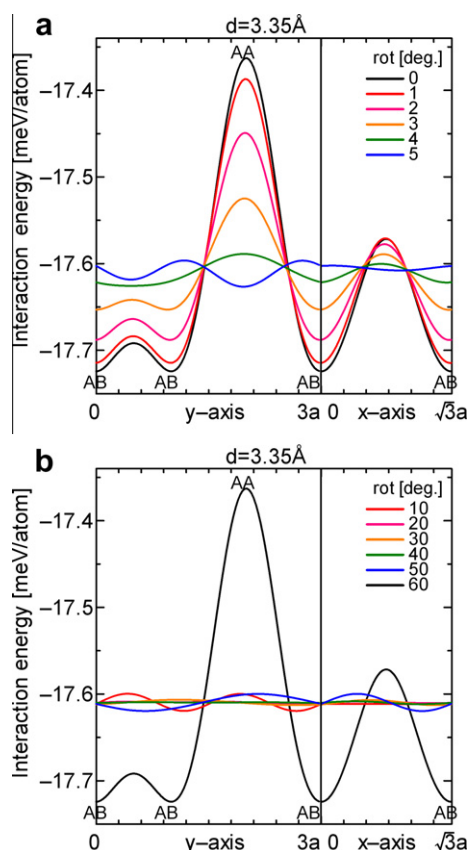 a
d=3.35Å
Interaction energy [meV/atom]
−17.4
−17.5
−17.6
−17.7
AA
AB
AB
AB
AB
rot [deg.]
0
1
2
3
4
5
0
y−axis
3a
0
x−axis
√3a
b
d=3.35Å
Interaction energy [meV/atom]
−17.4
−17.5
−17.6
−17.7
AA
AB
AB
AB
AB
rot [deg.]
10
20
30
40
50
60
0
y−axis
3a
0
x−axis
√3a